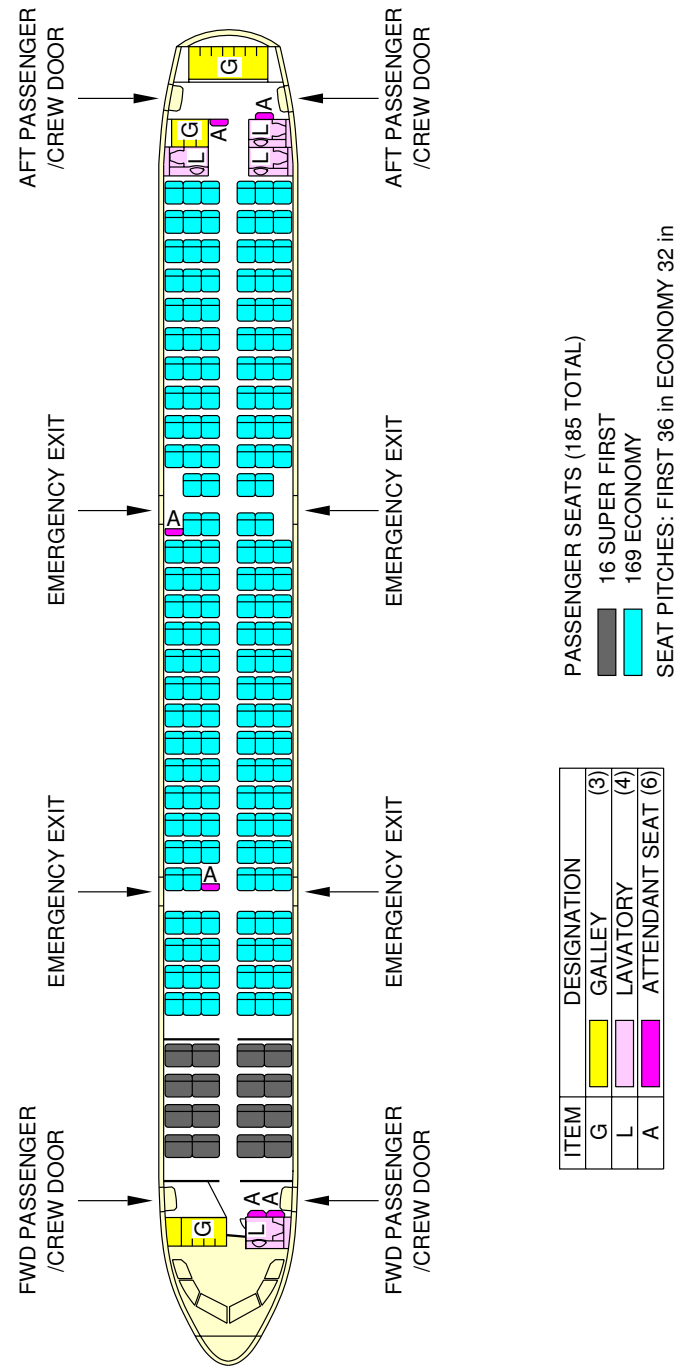 FWD PASSENGER
/CREW DOOR
EMERGENCY EXIT
EMERGENCY EXIT
AFT PASSENGER
/CREW DOOR
G
A
A
L
G
A
L
L
A
A
A
L
G
FWD PASSENGER
/CREW DOOR
EMERGENCY EXIT
EMERGENCY EXIT
AFT PASSENGER
/CREW DOOR
ITEM DESIGNATION
G GALLEY (3)
L LAVATORY (4)
A ATTENDANT SEAT (6)
PASSENGER SEATS (185 TOTAL)
16 SUPER FIRST
169 ECONOMY
SEAT PITCHES: FIRST 36 in ECONOMY 32 in